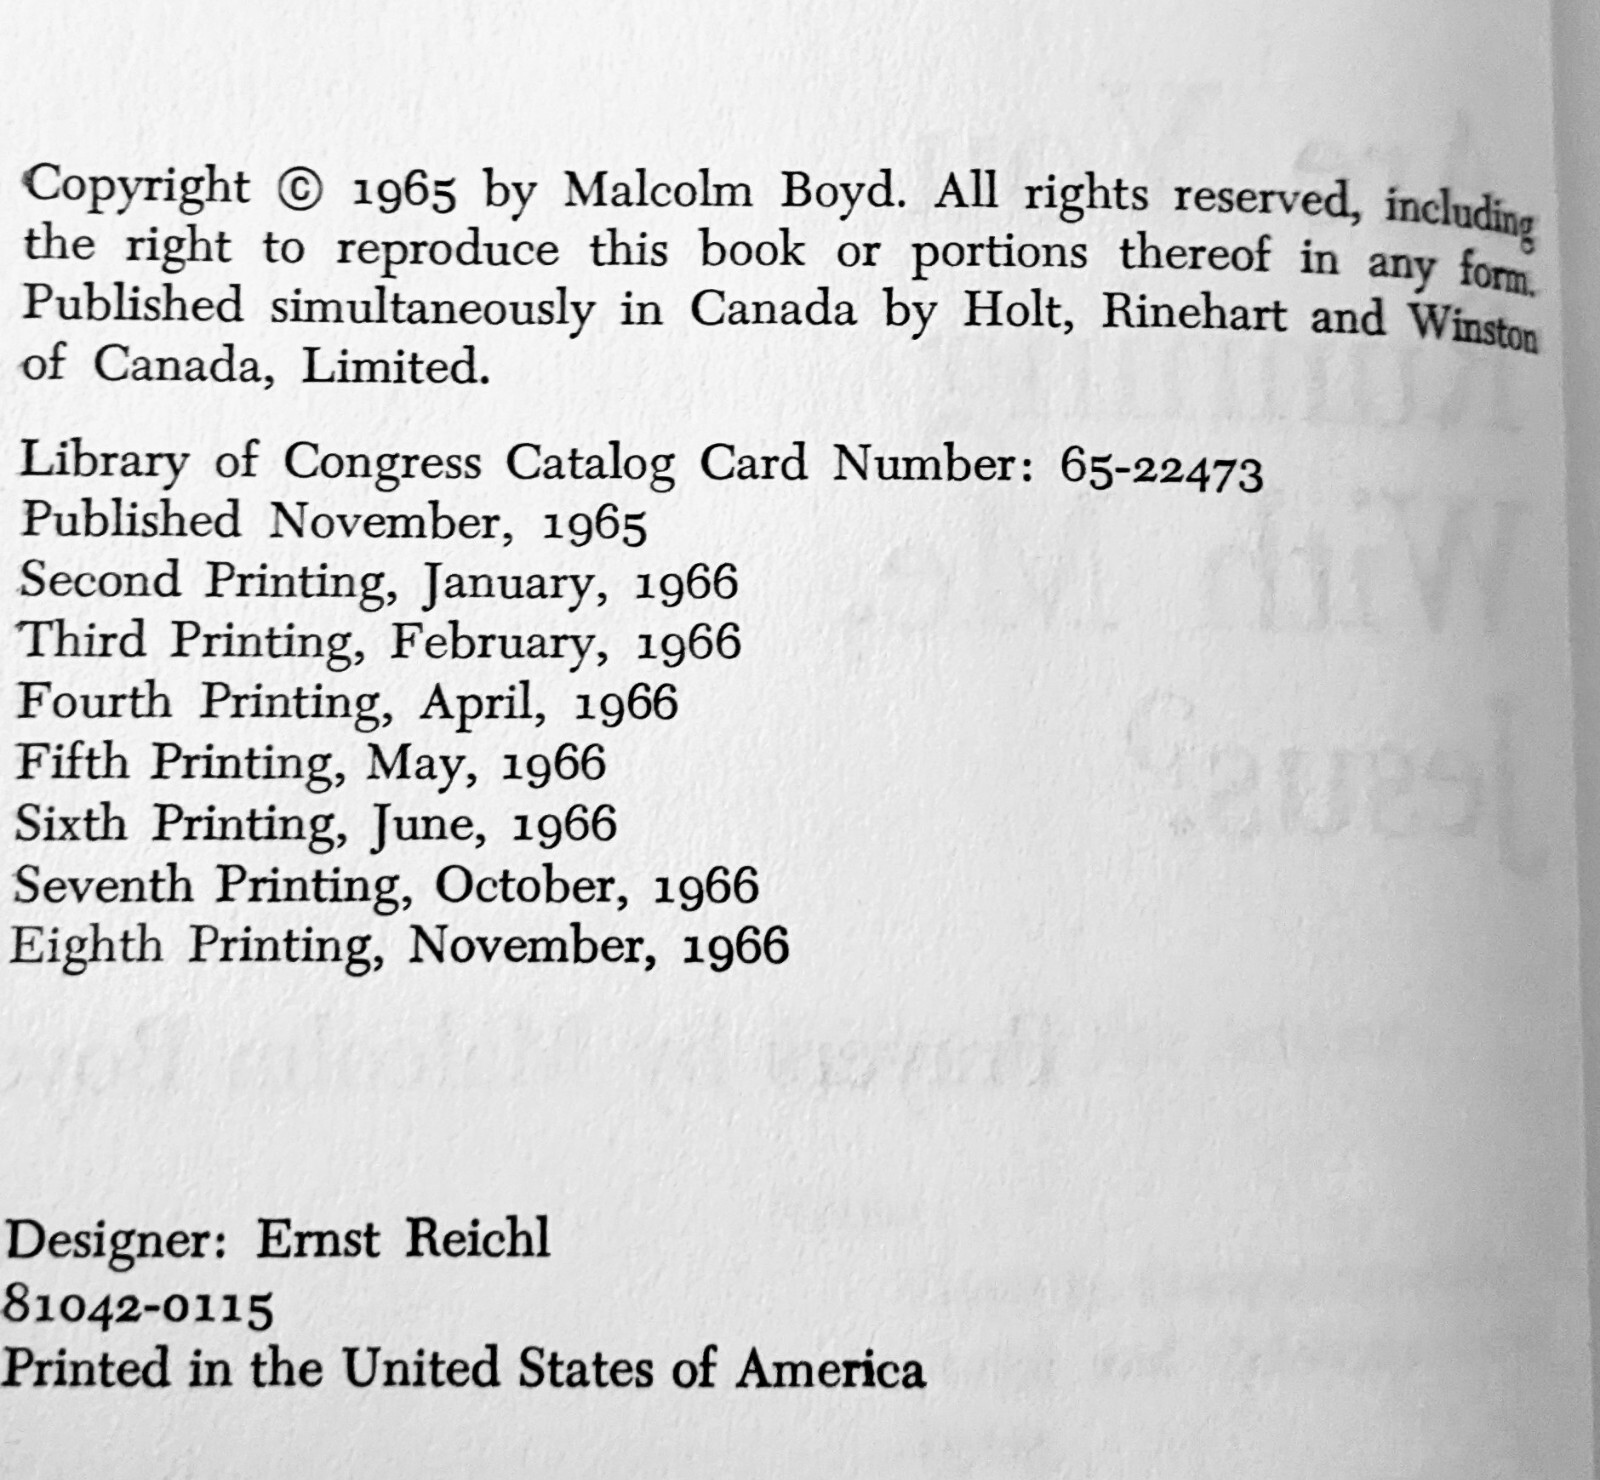 Copyright © 1965 by Malcolm Boyd. All rights reserved, including
the right to reproduce this book or portions thereof in any form.
Published simultaneously in Canada by Holt, Rinehart and Winston
of Canada, Limited.
Library of Congress Catalog Card Number: 65-22473
Published November, 1965
Second Printing, January, 1966
Third Printing, February, 1966
Fourth Printing, April, 1966
Fifth Printing, May, 1966
Sixth Printing, June, 1966
Seventh Printing, October, 1966
Eighth Printing, November, 1966
Designer: Ernst Reichl
81042-0115
Printed in the United States of America